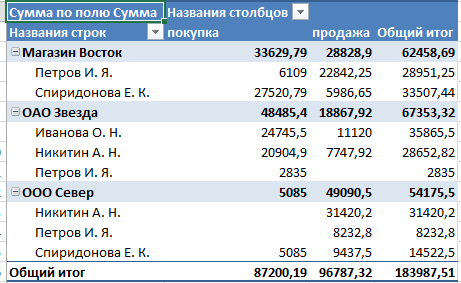 Сумма по полю Сумма Названия столбцов
Названия строк покупка продажа Общий итог
Магазин Восток 33629,79 28828,9 62458,69
Петров И. Я. 6109 22842,25 28951,25
Спиридонова Е. К. 27520,79 5986,65 33507,44
ОАО Звезда 48485,4 18867,92 67353,32
Иванова О. Н. 24745,5 11120 35865,5
Никитин А. Н. 20904,9 7747,92 28652,82
Петров И. Я. 2835 2835
ООО Север 5085 49090,5 54175,5
Никитин А. Н. 31420,2 31420,2
Петров И. Я. 8232,8 8232,8
Спиридонова Е. К. 5085 9437,5 14522,5
Общий итог 87200,19 96787,32 183987,51